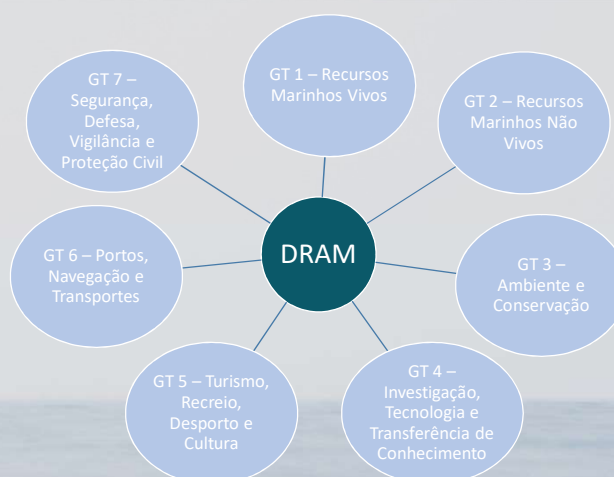 GT 1 – Recursos
Marinhos Vivos
GT 2 – Recursos
Marinhos Não
Vivos
GT 3 –
Ambiente e
Conservação
GT 4 –
Investigação,
Tecnologia e
Transferência de
Conhecimento
GT 5 – Turismo,
Recreio,
Desporto e
Cultura
GT 6 – Portos,
Navegação e
Transportes
GT 7 –
Segurança,
Defesa,
Vigilância e
Proteção Civil
DRAM